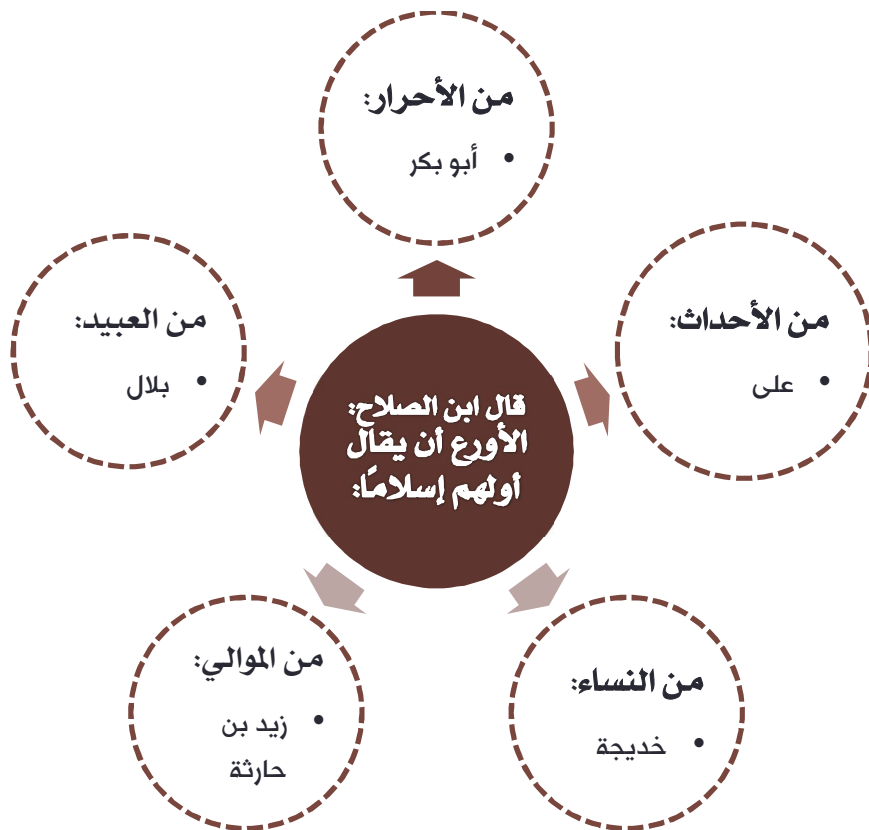 من الأحرار:
• أبو بكر
من الأحداث:
• على
من العبيد:
• بلال
قال ابن الصلاح:
الأورع أن يقال
أولهم إسلامًا:
من النساء:
• خديجة
من الموالي:
• زيد بن
حارثة